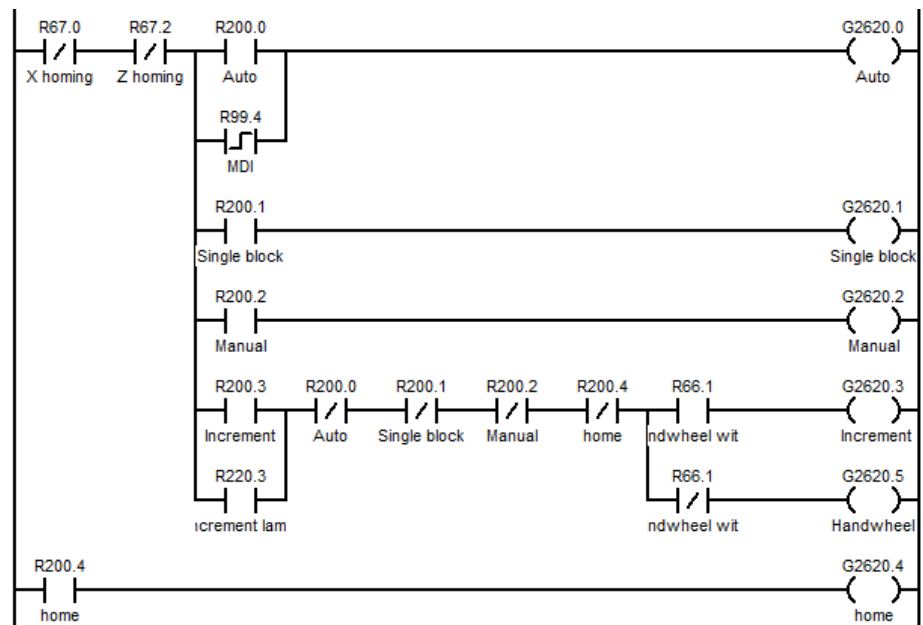 R67.0 R67.2 R200.0 G2620.0
X homing Z homing Auto Auto
R99.4
MDI
R200.1 G2620.1
Single block Single block
R200.2 G2620.2
Manual Manual
R200.3 R200.0 R200.1 R200.2 R200.4 R66.1 G2620.3
Increment Auto Single block Manual home ndwheel wit Increment
R220.3 R66.1 G2620.5
crement lam ndwheel wit Handwheel
R200.4 G2620.4
home home